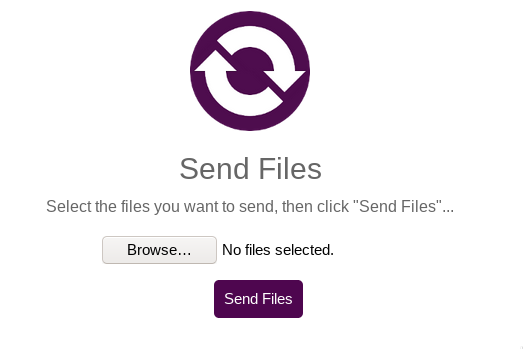 Send Files
Select the files you want to send, then click "Send Files"...
Browse… No files selected.
Send Files